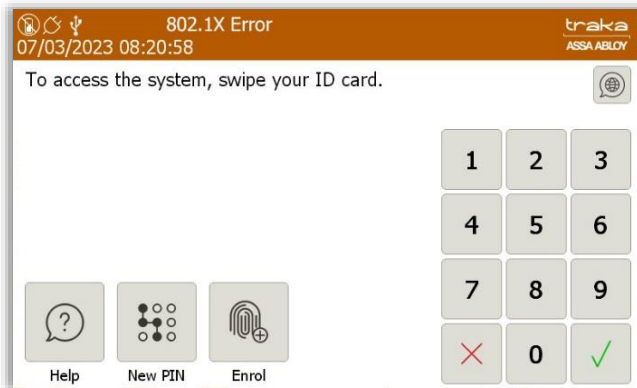 802.1X Error
07/03/2023 08:20:58
traka
ASSA ABLOY
To access the system, swipe your ID card.
1 2 3
4 5 6
7 8 9
0
?
Help New PIN Enrol